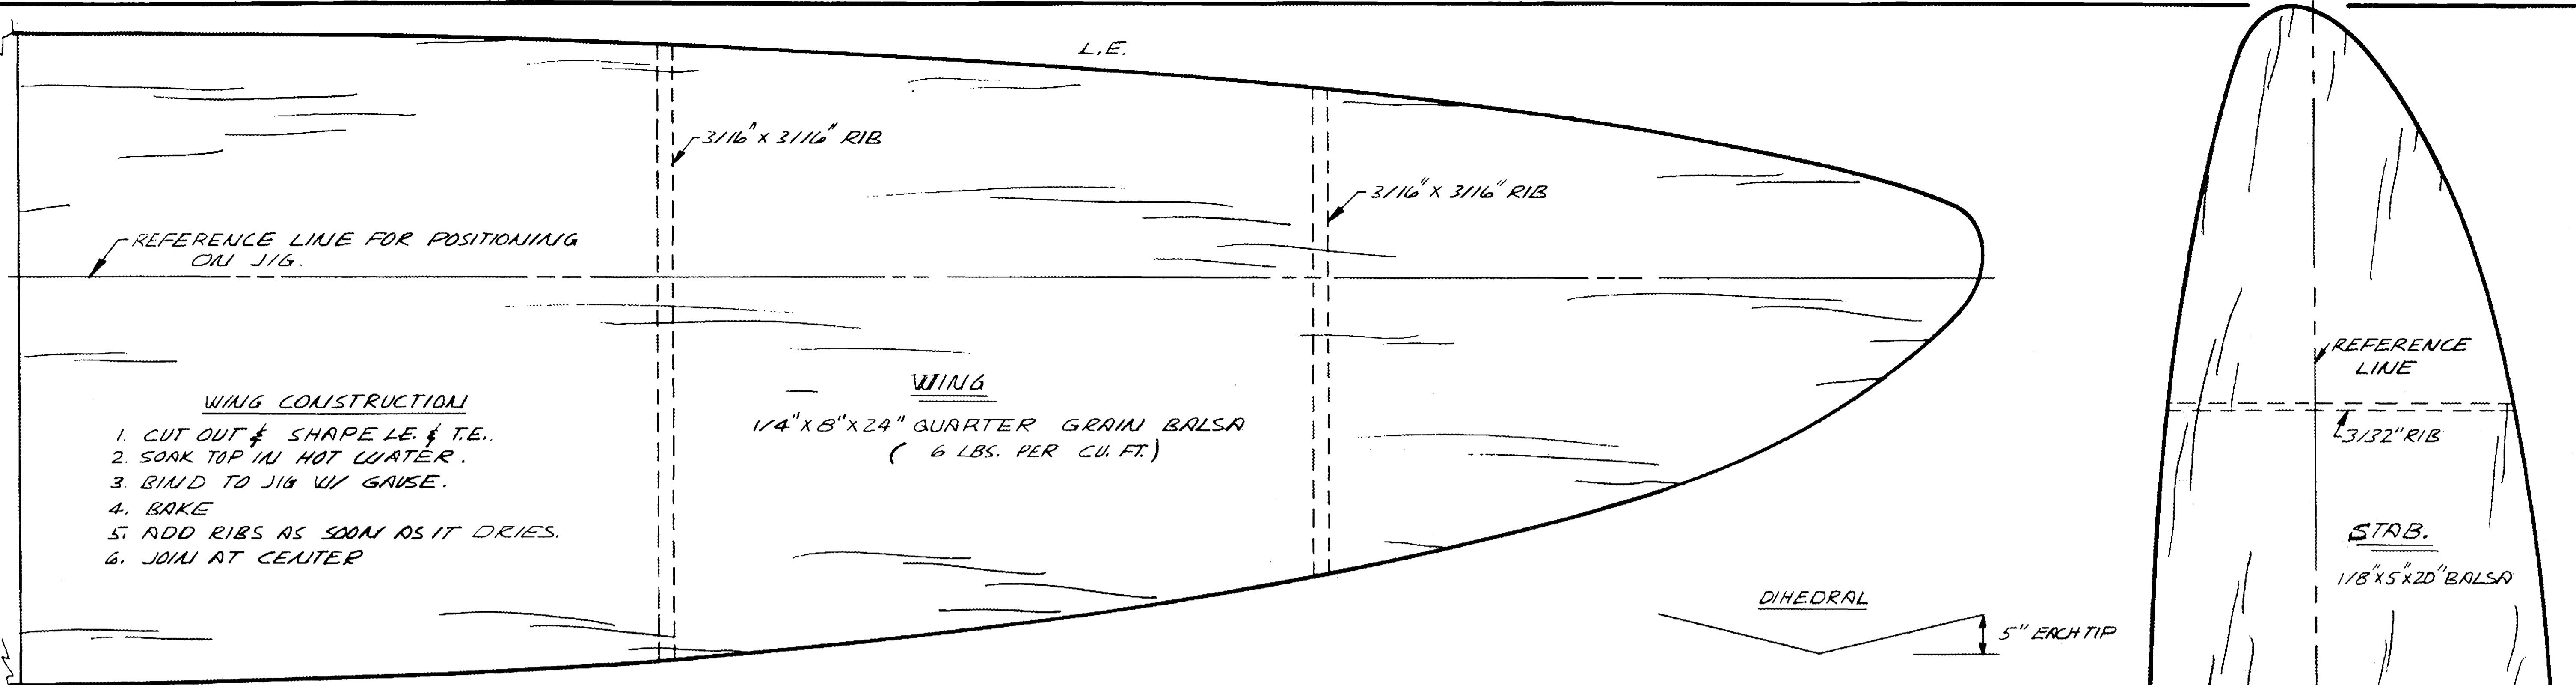 L.E.
3/16" X 3/16" RIB
3/16" X 3/16" RIB
REFERENCE LINE FOR POSITIONING
ON JIG.
WING CONSTRUCTION
1. CUT OUT & SHAPE L.E. & T.E..
2. SOAK TOP IN HOT WATER.
3. BIND TO JIG W/ GAUSE.
4. BAKE
5. ADD RIBS AS SOON AS IT DRIES.
6. JOIN AT CENTER
WING
1/4" X 8" X 24" QUARTER GRAIN BALSA
( 6 LBS. PER CU. FT.)
DIHEDRAL
5" EACH TIP
REFERENCE
LINE
3/32" RIB
STAB.
1/8" X 5" X 20" BALSA